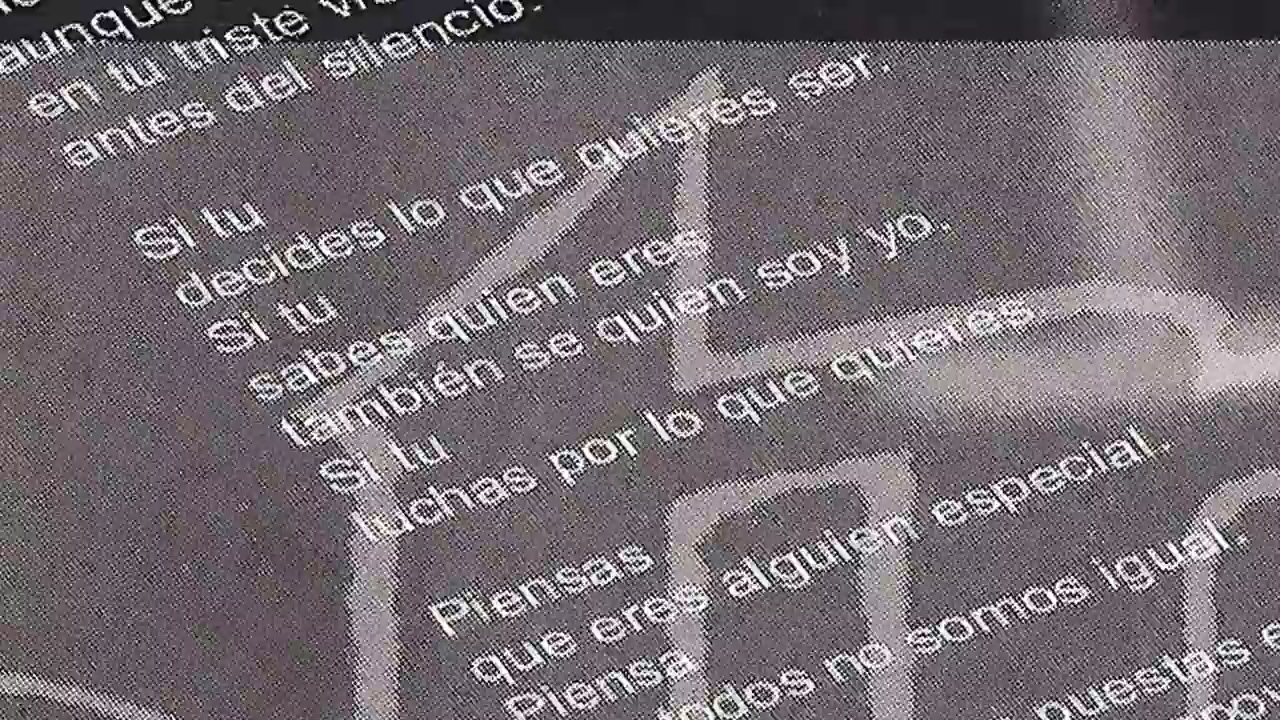 aunque
en tu triste
antes del silencio.
Si tu
decides lo que quieres ser.
Si tu
sabes quien eres
también se quien soy yo.
Si tu
luchas por lo que quieres
Piensas
que eres alguien especial.
Piensa
todos no somos igual.
puestas